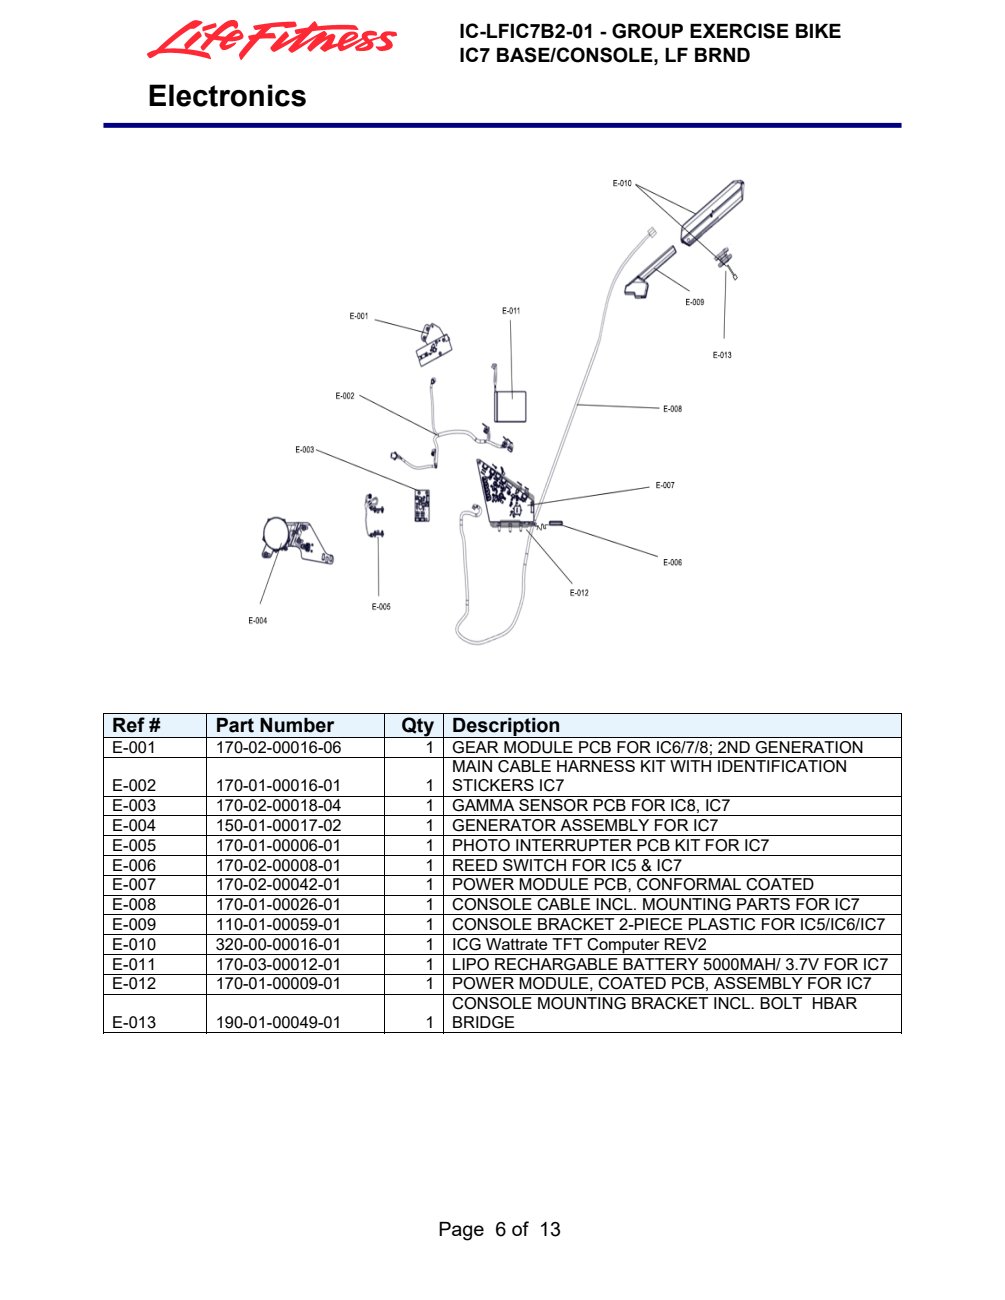 Life Fitness
IC-LFIC7B2-01 - GROUP EXERCISE BIKE
IC7 BASE/CONSOLE, LF BRND
Electronics
E-010
E-009
E-001
E-011
E-013
E-002
E-008
E-003
E-007
E-006
E-012
E-005
E-004
Ref # Part Number Qty Description
E-001 170-02-00016-06 1 GEAR MODULE PCB FOR IC6/7/8; 2ND GENERATION
MAIN CABLE HARNESS KIT WITH IDENTIFICATION
E-002 170-01-00016-01 1 STICKERS IC7
E-003 170-02-00018-04 1 GAMMA SENSOR PCB FOR IC8, IC7
E-004 150-01-00017-02 1 GENERATOR ASSEMBLY FOR IC7
E-005 170-01-00006-01 1 PHOTO INTERRUPTER PCB KIT FOR IC7
E-006 170-02-00008-01 1 REED SWITCH FOR IC5 & IC7
E-007 170-02-00042-01 1 POWER MODULE PCB, CONFORMAL COATED
E-008 170-01-00026-01 1 CONSOLE CABLE INCL. MOUNTING PARTS FOR IC7
E-009 110-01-00059-01 1 CONSOLE BRACKET 2-PIECE PLASTIC FOR IC5/IC6/IC7
E-010 320-00-00016-01 1 ICG Wattrate TFT Computer REV2
E-011 170-03-00012-01 1 LIPO RECHARGABLE BATTERY 5000MAH/ 3.7V FOR IC7
E-012 170-01-00009-01 1 POWER MODULE, COATED PCB, ASSEMBLY FOR IC7
CONSOLE MOUNTING BRACKET INCL. BOLT HBAR
E-013 190-01-00049-01 1 BRIDGE
Page 6 of 13